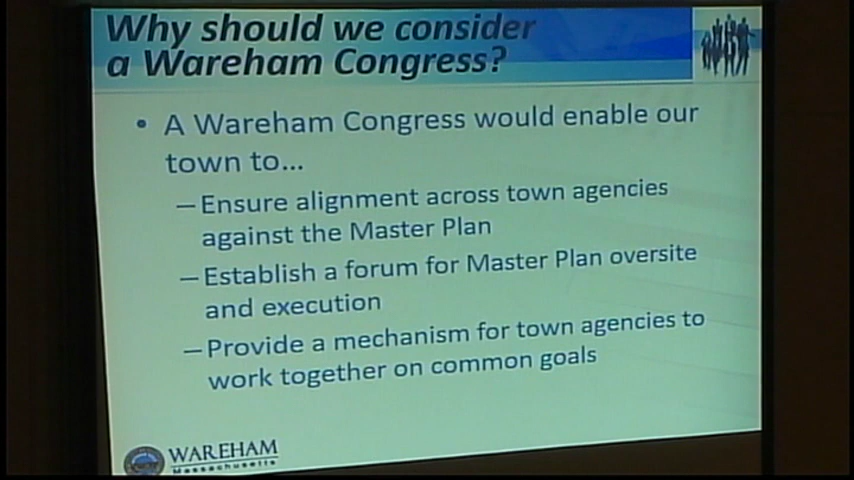 Why should we consider
a Wareham Congress?
• A Wareham Congress would enable our
town to...
—Ensure alignment across town agencies
against the Master Plan
—Establish a forum for Master Plan oversite
and execution
—Provide a mechanism for town agencies to
work together on common goals
WAREHAM
Massachusetts